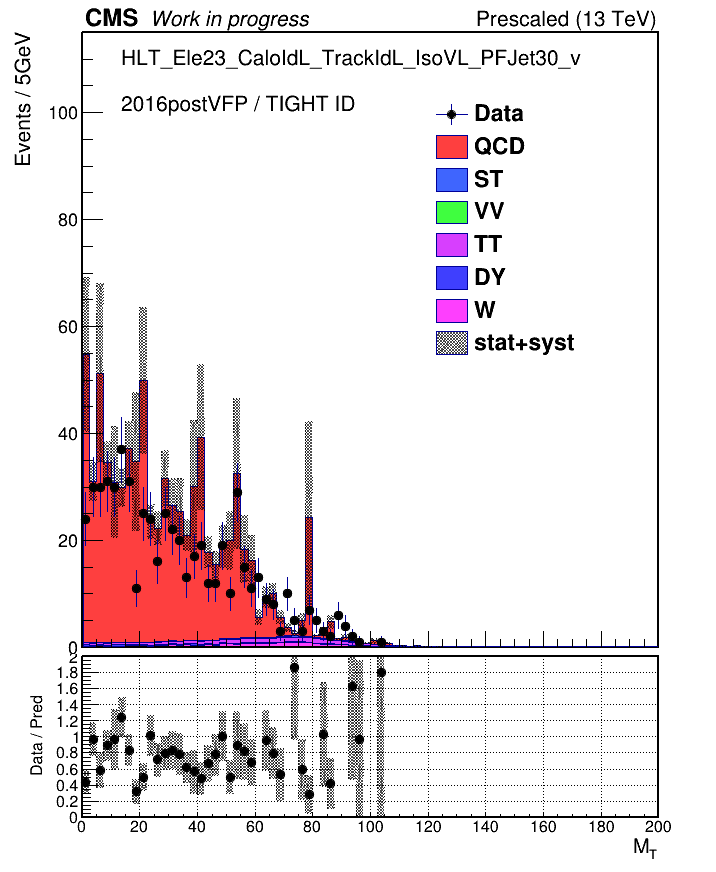 CMS Work in progress Prescaled (13 TeV)
HLT_Ele23_CaloIdL_TrackIdL_IsoVL_PFJet30_v
2016postVFP / TIGHT ID
Events / 5GeV
100
80
60
40
20
0
Data
QCD
ST
VV
TT
DY
W
stat+syst
Data / Pred
2
1.8
1.6
1.4
1.2
1
0.8
0.6
0.4
0.2
0
0 20 40 60 80 100 120 140 160 180 200
M_T